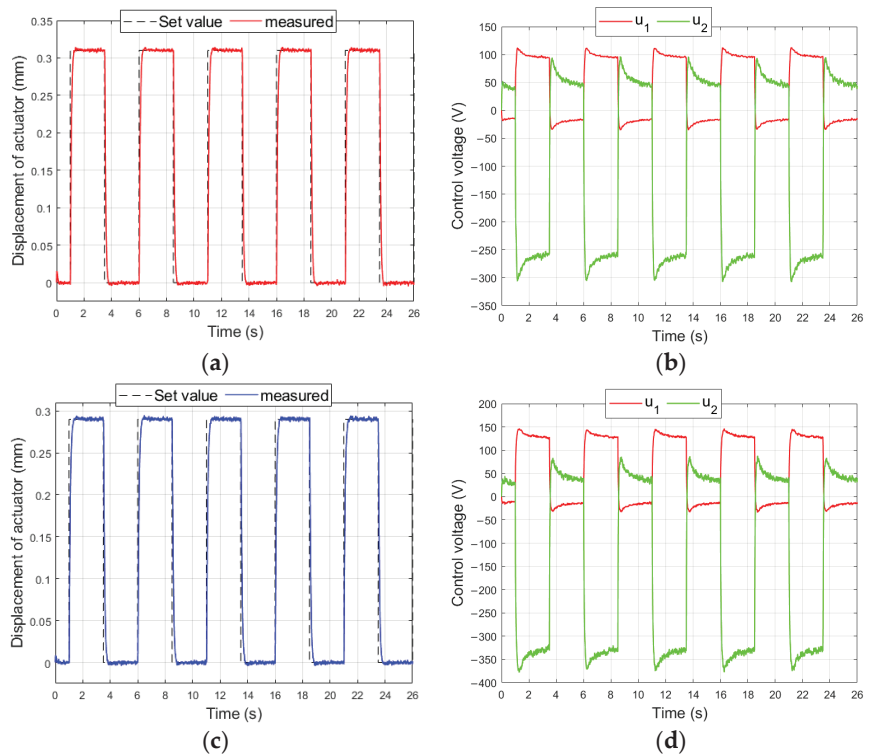 Set value measured
Displacement of actuator (mm)
0.35
0.3
0.25
0.2
0.15
0.1
0.05
0
0 2 4 6 8 10 12 14 16 18 20 22 24 26
Time (s)
(a)
u1 u2
Control voltage (V)
150
100
50
0
−50
−100
−150
−200
−250
−300
−350
0 2 4 6 8 10 12 14 16 18 20 22 24 26
Time (s)
(b)
Set value measured
Displacement of actuator (mm)
0.3
0.25
0.2
0.15
0.1
0.05
0
0 2 4 6 8 10 12 14 16 18 20 22 24 26
Time (s)
(c)
u1 u2
Control voltage (V)
200
150
100
50
0
−50
−100
−150
−200
−250
−300
−350
−400
0 2 4 6 8 10 12 14 16 18 20 22 24 26
Time (s)
(d)